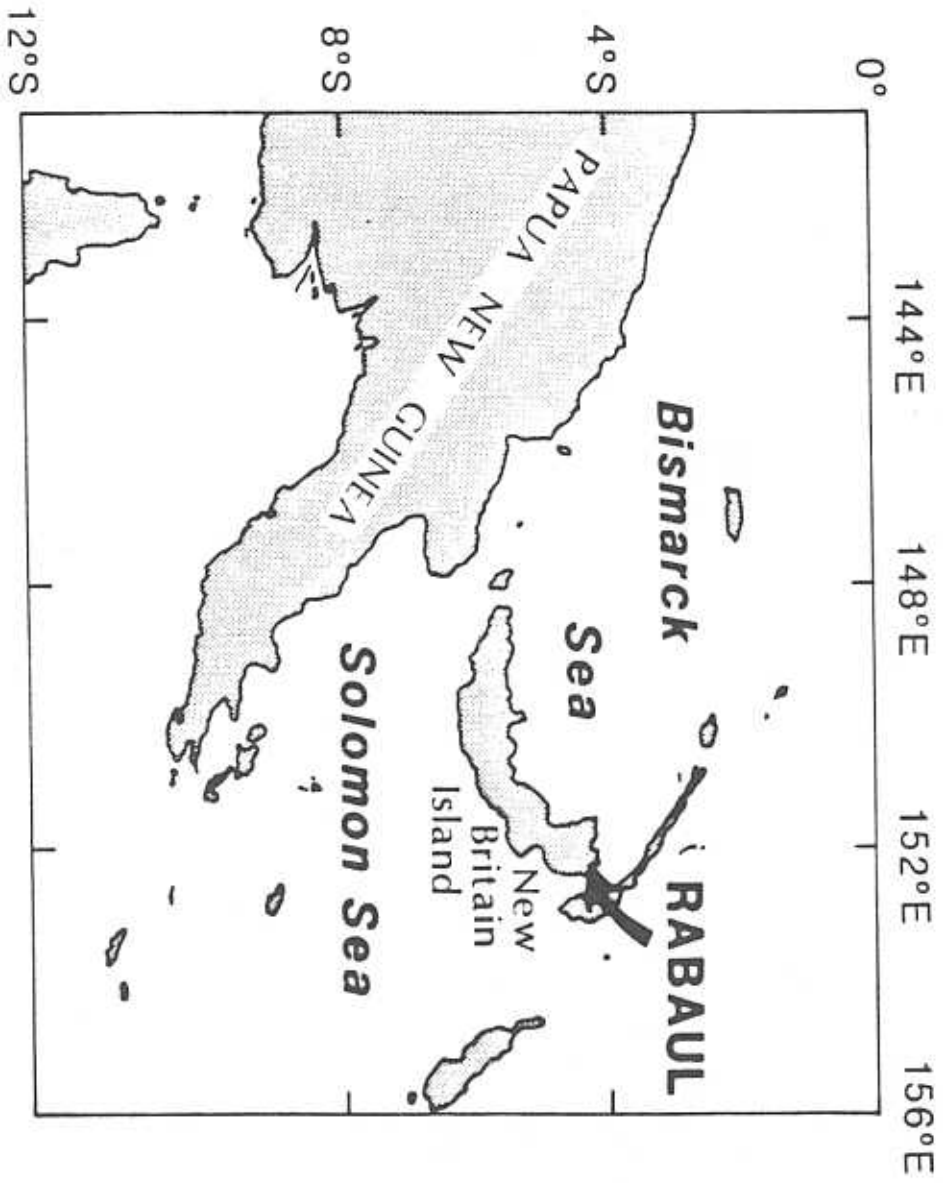 144°E
148°E
152°E
156°E
0°
4°S
8°S
12°S
Bismarck
Sea
RABAUL
PAPUA NEW GUINEA
New
Britain
Island
Solomon Sea